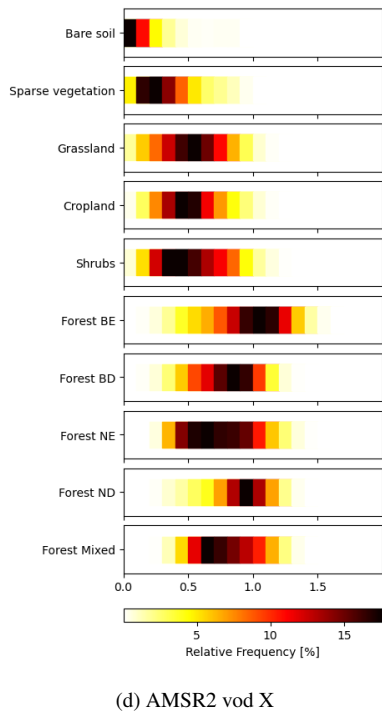 Bare soil
Sparse vegetation
Grassland
Cropland
Shrubs
Forest BE
Forest BD
Forest NE
Forest ND
Forest Mixed
0.0 0.5 1.0 1.5
5 10 15
Relative Frequency [%]
(d) AMSR2 vod X